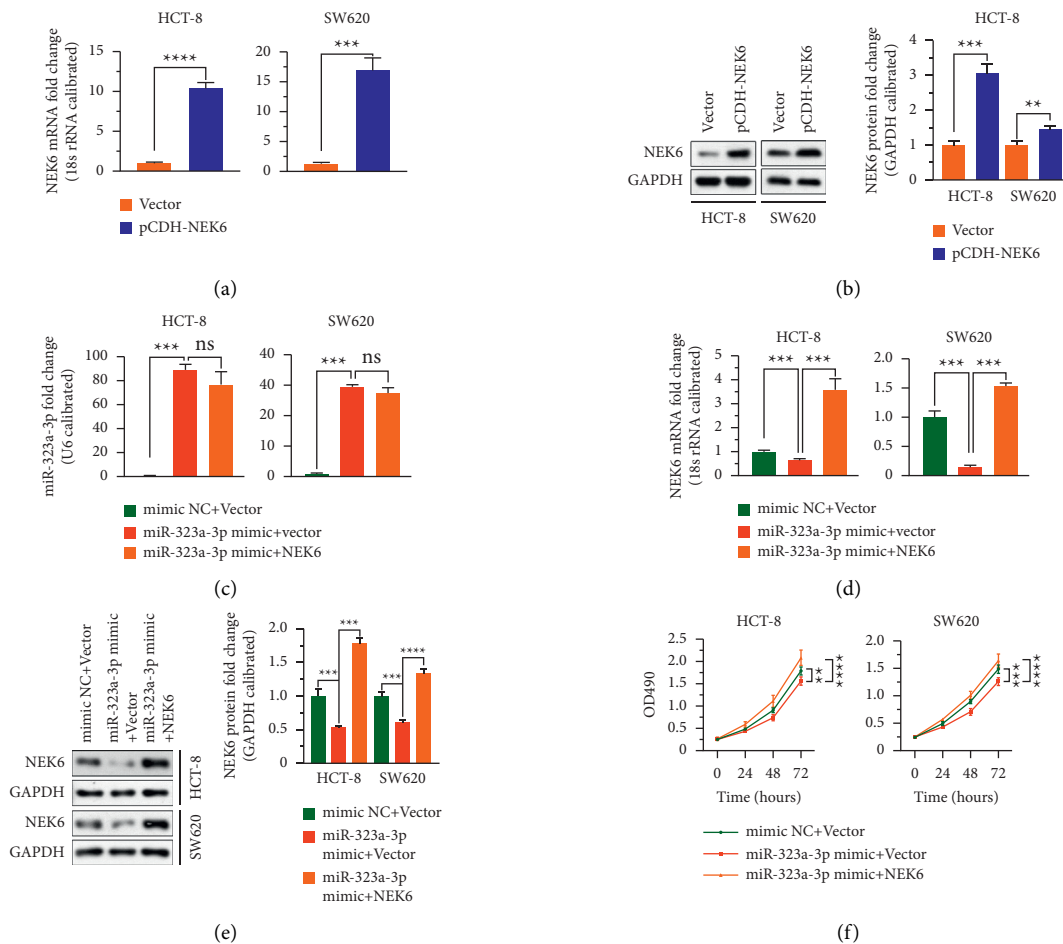 HCT-8
SW620
NEK6 mRNA fold change
(18s rRNA calibrated)
15
10
5
0
****
20
15
10
5
0
***
Vector
pCDH-NEK6
(a)
Vector
pCDH-NEK6
Vector
pCDH-NEK6
NEK6
GAPDH
HCT-8
SW620
HCT-8
NEK6 protein fold change
(GAPDH calibrated)
4
3
2
1
0
***
**
HCT-8
SW620
Vector
pCDH-NEK6
(b)
HCT-8
SW620
miR-323a-3p fold change
(U6 calibrated)
100
80
60
40
20
0
***
ns
40
30
20
10
0
***
ns
mimic NC+Vector
miR-323a-3p mimic+vector
miR-323a-3p mimic+NEK6
(c)
HCT-8
SW620
NEK6 mRNA fold change
(18s rRNA calibrated)
5
4
3
2
1
0
***
***
2.0
1.5
1.0
0.5
0
***
***
mimic NC+Vector
miR-323a-3p mimic+vector
miR-323a-3p mimic+NEK6
(d)
mimic NC+Vector
miR-323a-3p mimic
+Vector
miR-323a-3p mimic
+NEK6
NEK6
GAPDH
NEK6
GAPDH
HCT-8
SW620
NEK6 protein fold change
(GAPDH calibrated)
2.0
1.5
1.0
0.5
0
***
***
***
****
HCT-8
SW620
mimic NC+Vector
miR-323a-3p
mimic+Vector
miR-323a-3p
mimic+NEK6
(e)
HCT-8
SW620
OD490
2.5
2.0
1.5
1.0
0.5
0
**
****
0 24 48 72
Time (hours)
2.0
1.5
1.0
0.5
0
***
****
0 24 48 72
Time (hours)
mimic NC+Vector
miR-323a-3p mimic+Vector
miR-323a-3p mimic+NEK6
(f)